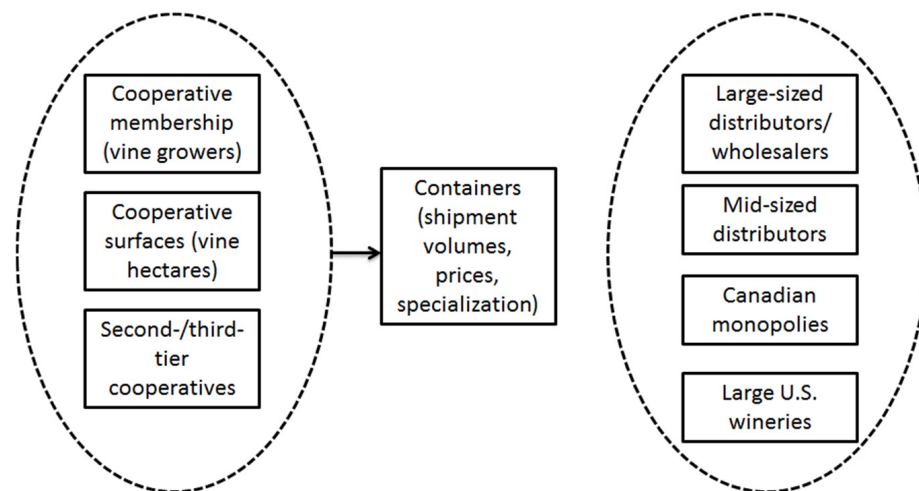 Cooperative
membership
(vine growers)
Cooperative
surfaces (vine
hectares)
Second-/third-
tier
cooperatives
Containers
(shipment
volumes,
prices,
specialization)
Large-sized
distributors/
wholesalers
Mid-sized
distributors
Canadian
monopolies
Large U.S.
wineries